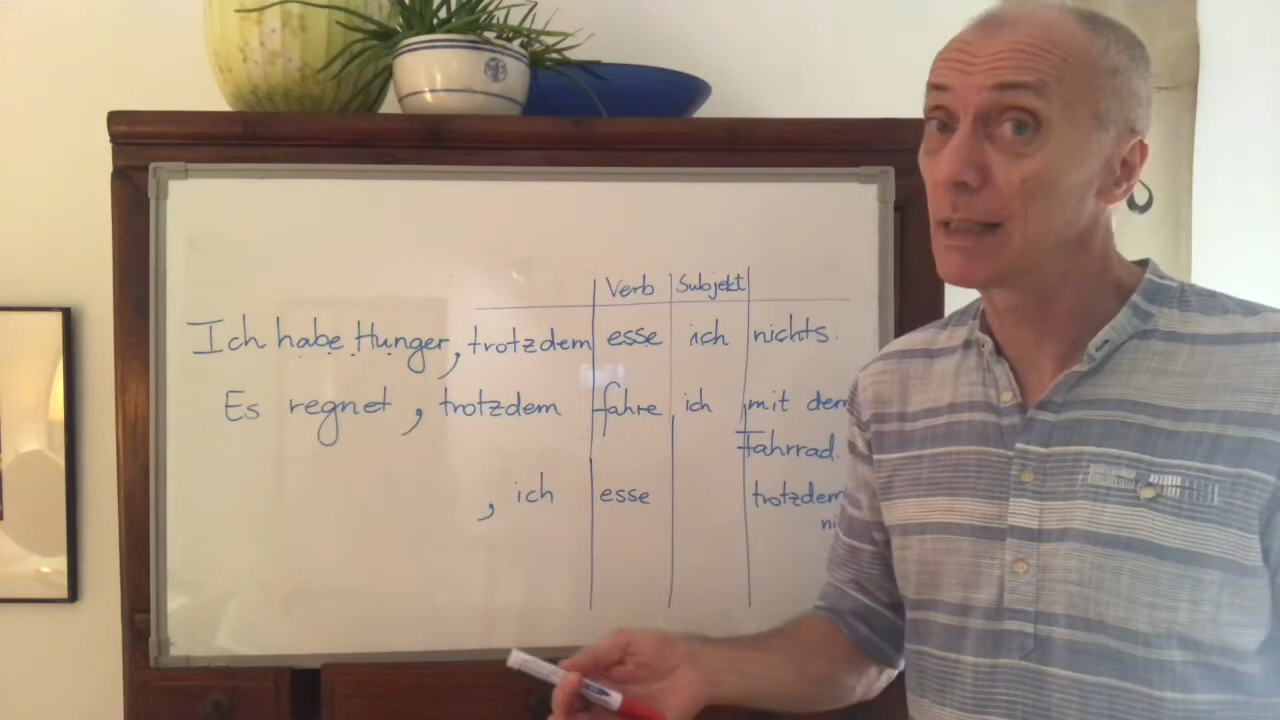 Verb Subjekt
Ich habe Hunger, trotzdem esse ich nichts.
Es regnet, trotzdem fahre ich mit dem
Fahrrad.
, ich esse trotzdem